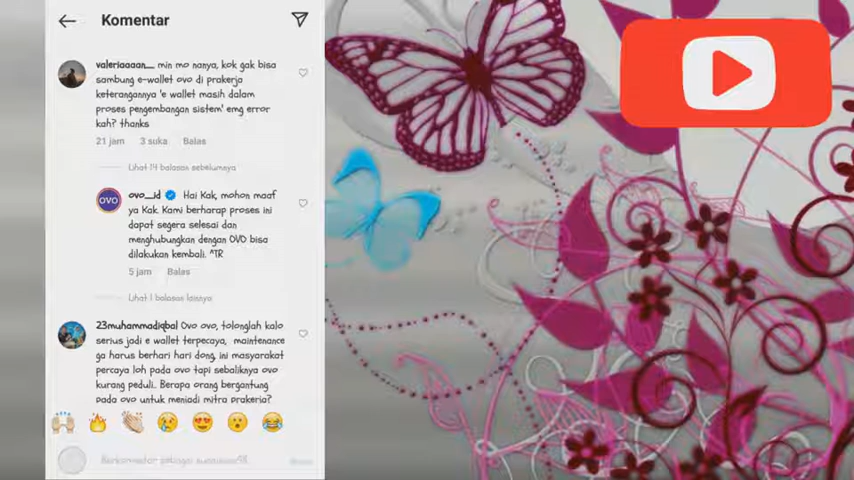 Komentar
valeriaaaan__ min mo nanya, kok gak bisa
sambung e-wallet ovo di prakerja
keterangannya 'e wallet masih dalam
proses pengembangan sistem' emg error
kah? thanks
21 jam 3 suka Balas
Lihat 14 balasan sebelumnya
OVO
ovo__id Hai Kak, mohon maaf
ya Kak. Kami berharap proses ini
dapat segera selesai dan
menghubungkan dengan OVO bisa
dilakukan kembali. ^TR
5 jam Balas
Lihat 1 balasan lainnya
23muhammadiqbal Ovo ovo, tolonglah kalo
serius jadi e wallet terpecaya, maintenance
ga harus berhari hari dong, ini masyarakat
percaya loh pada ovo tapi sebaliknya ovo
kurang peduli. Berapa orang bergantung
pada ovo untuk menjadi mitra prakerja?
Berkomentar sebagai